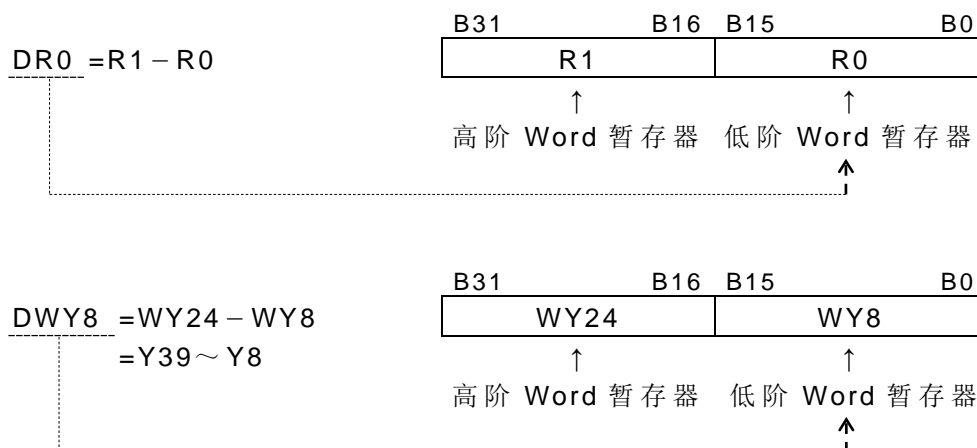 B31 B16 B15 B0
DR0 =R1－R0 R1 R0
↑ ↑
高阶 Word 暂存器 低阶 Word 暂存器
B31 B16 B15 B0
DWY8 =WY24－WY8 WY24 WY8
=Y39～Y8 ↑ ↑
高阶 Word 暂存器 低阶 Word 暂存器